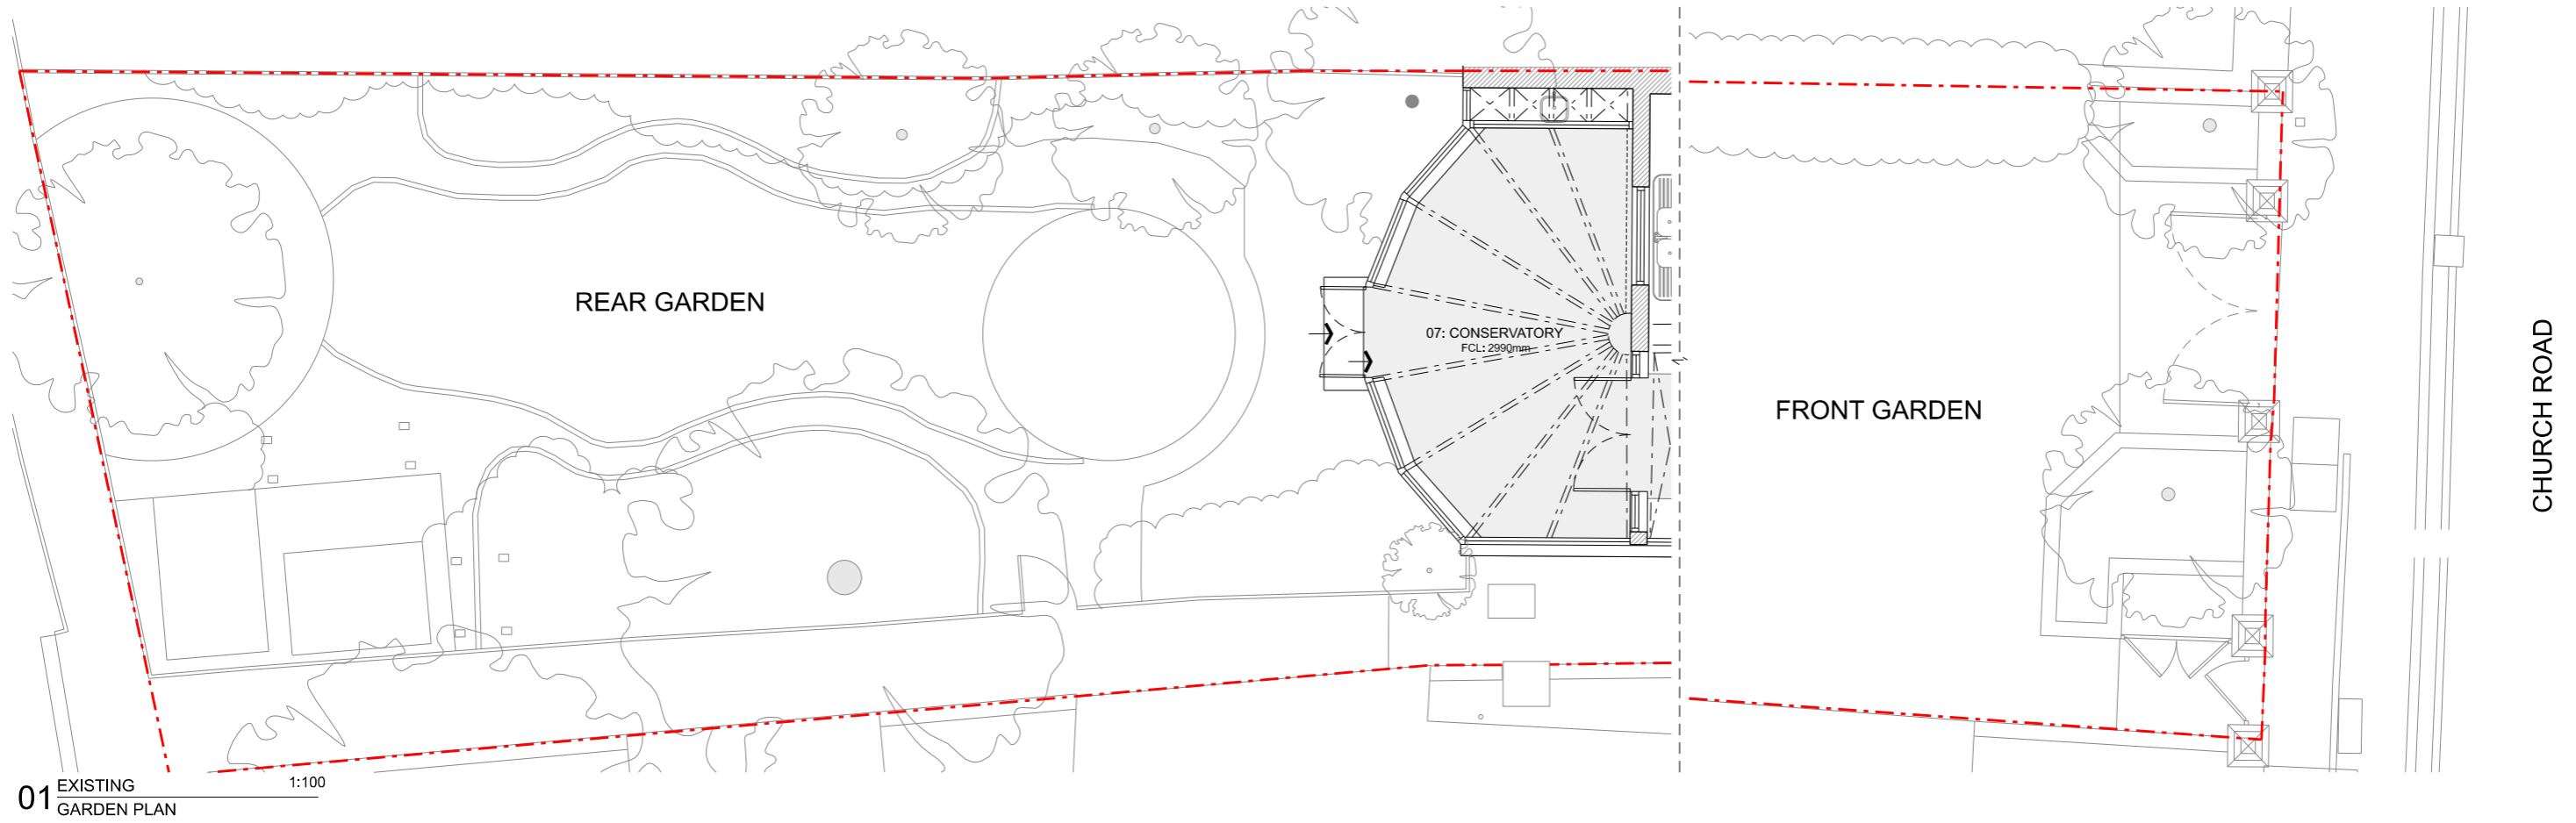 REAR GARDEN
07: CONSERVATORY
FCL: 2990mm
FRONT GARDEN
CHURCH ROAD
01
EXISTING
1:100
GARDEN PLAN